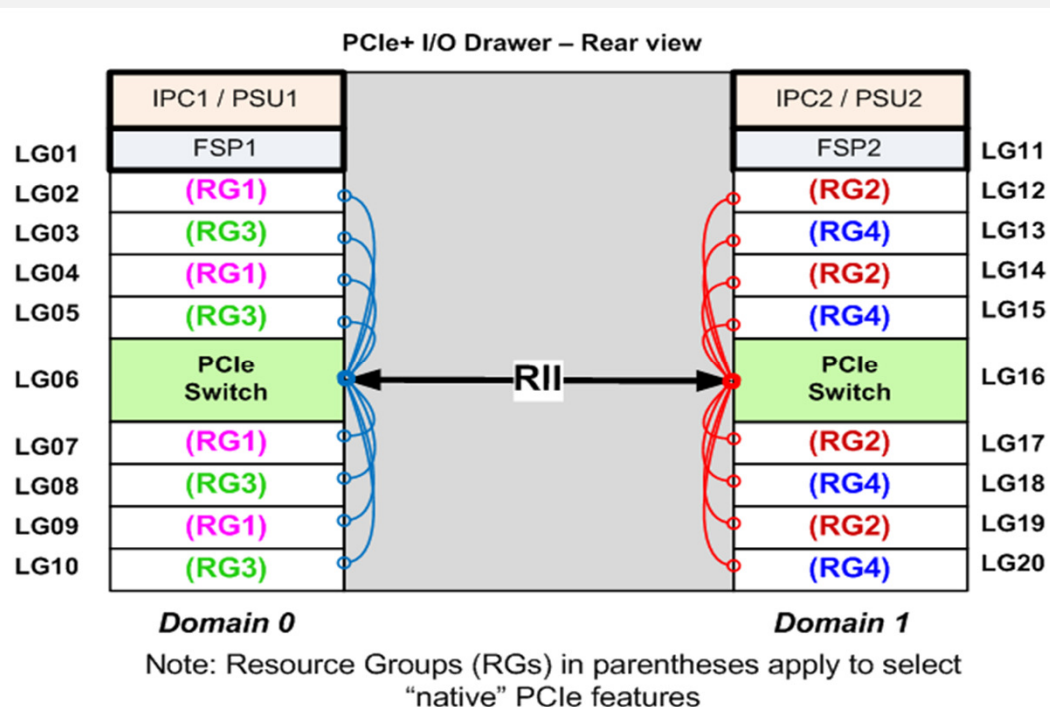 PCIe+ I/O Drawer – Rear view
IPC1 / PSU1
IPC2 / PSU2
LG01
FSP1
FSP2
LG11
LG02
(RG1)
(RG2)
LG12
LG03
(RG3)
(RG4)
LG13
LG04
(RG1)
(RG2)
LG14
LG05
(RG3)
(RG4)
LG15
LG06
PCIe
Switch
RII
PCIe
Switch
LG16
LG07
(RG1)
(RG2)
LG17
LG08
(RG3)
(RG4)
LG18
LG09
(RG1)
(RG2)
LG19
LG10
(RG3)
(RG4)
LG20
Domain 0
Domain 1
Note: Resource Groups (RGs) in parentheses apply to select
“native” PCIe features